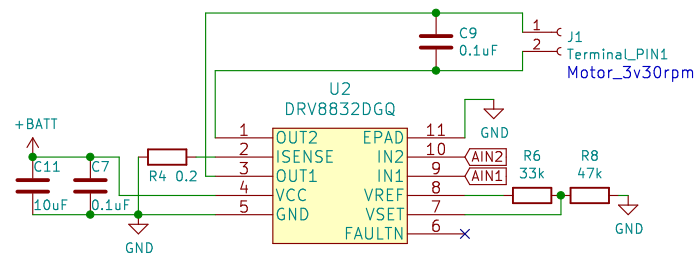 C9
0.1uF
1
2
J1
Terminal_PIN1
Motor_3v30rpm
U2
DRV8832DGQ
+BATT
C11
10uF
C7
0.1uF
R4 0.2
GND
1 OUT2
2 ISENSE
3 OUT1
4 VCC
5 GND
EPAD 11
IN2 10
IN1 9
VREF 8
VSET 7
FAULTN 6
GND
AIN2
AIN1
R6
33k
R8
47k
GND